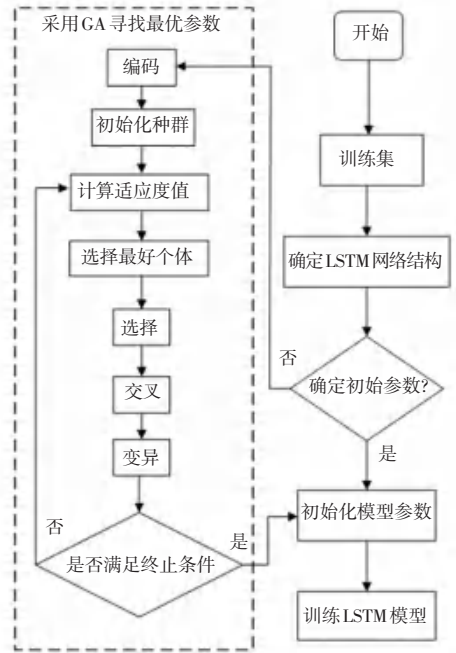 采用GA寻找最优参数
编码
初始化种群
计算适应度值
选择最好个体
选择
交叉
变异
否
是否满足终止条件
是
开始
训练集
确定LSTM网络结构
否
确定初始参数?
是
初始化模型参数
训练LSTM模型